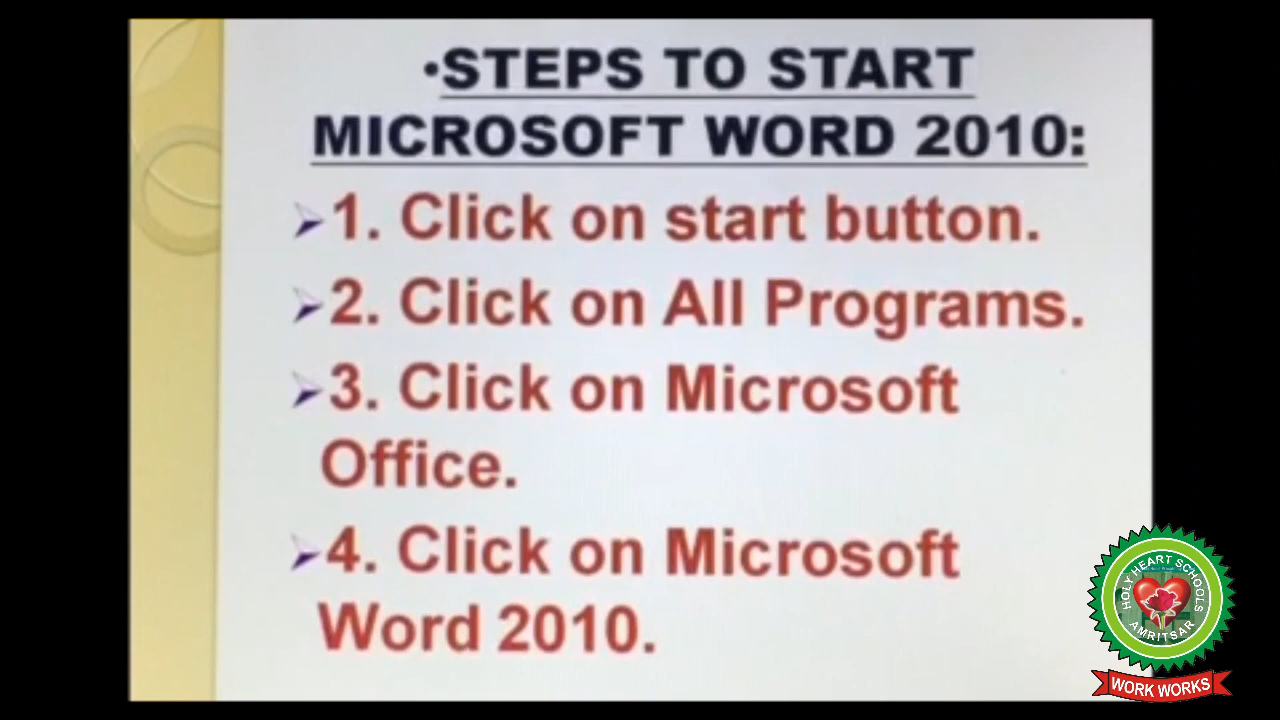 •STEPS TO START
MICROSOFT WORD 2010:
➢1. Click on start button.
➢2. Click on All Programs.
➢3. Click on Microsoft
Office.
➢4. Click on Microsoft
Word 2010.
HOLY HEART SCHOOLS
AMRITSAR
WORK WORKS